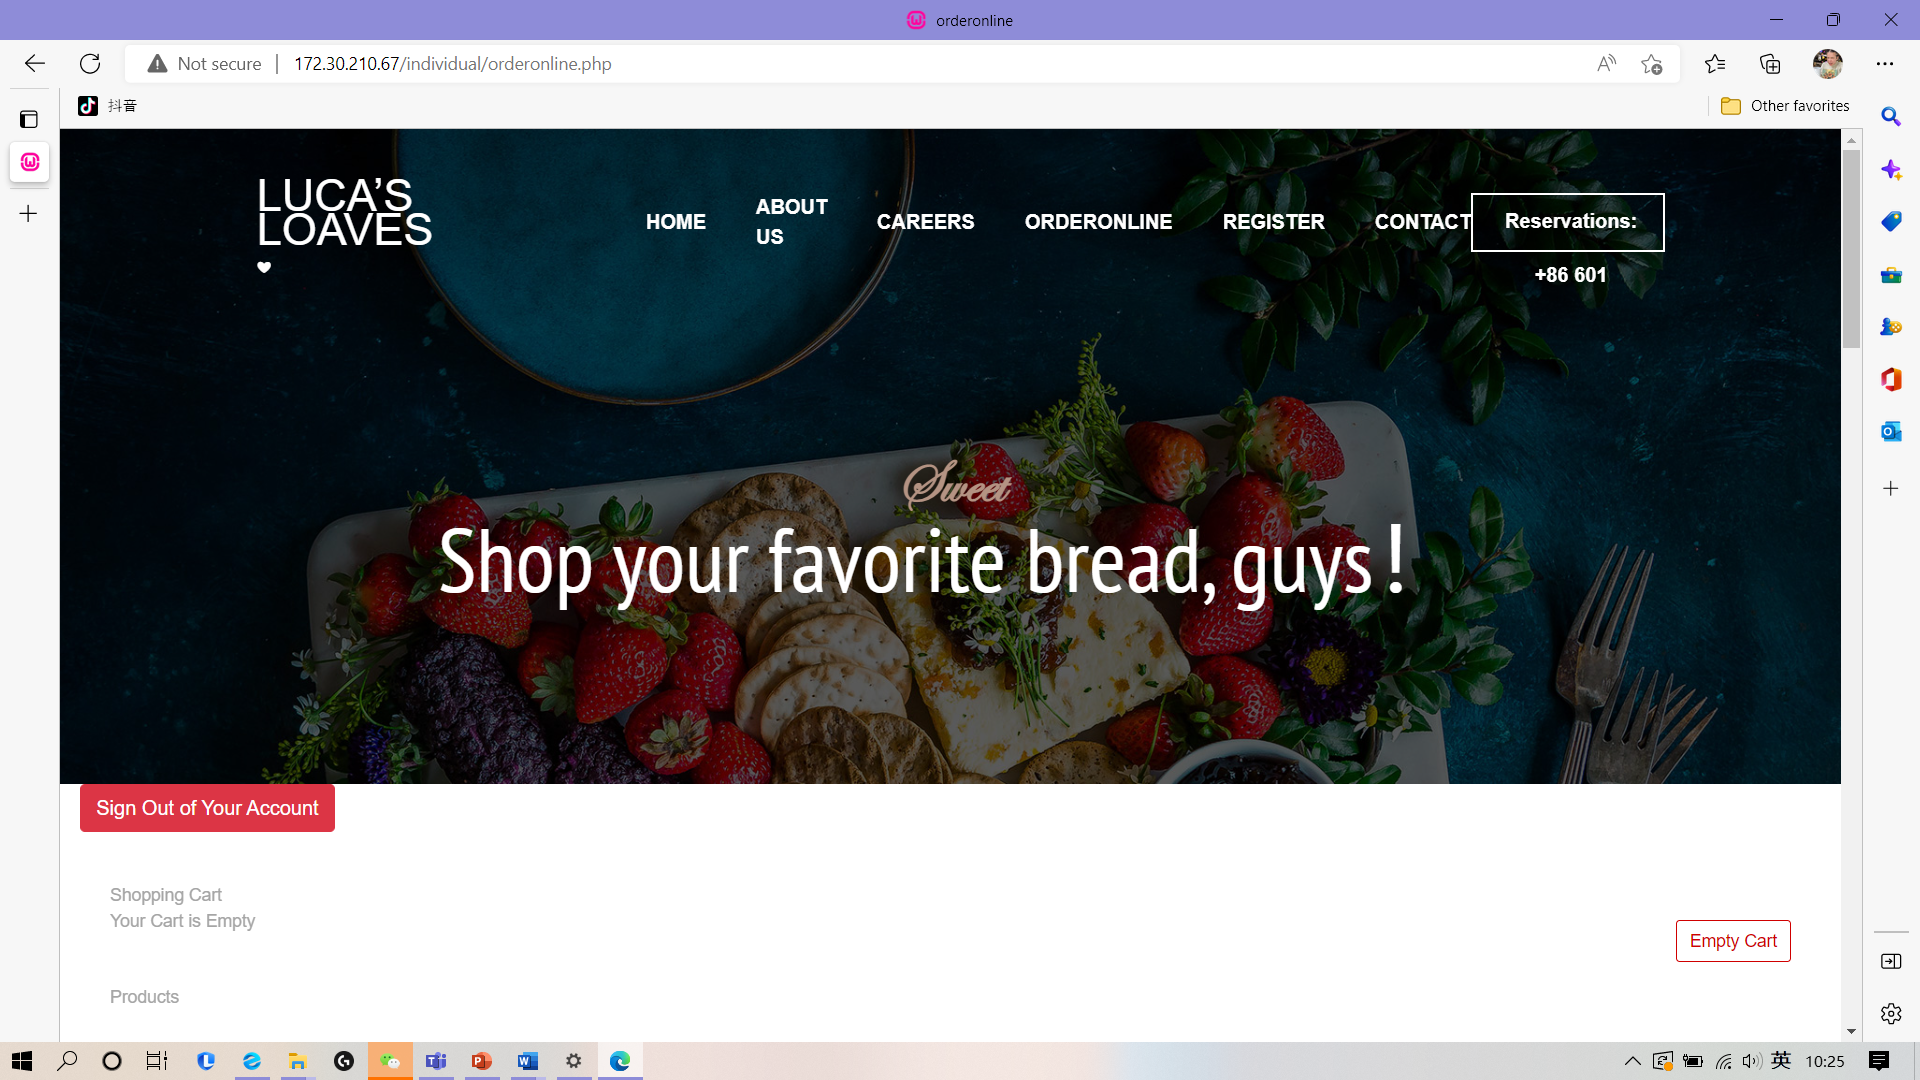 orderonline
Not secure
172.30.210.67/individual/orderonline.php
抖音
Other favorites
LUCA’S
LOAVES
HOME
ABOUT
US
CAREERS
ORDERONLINE
REGISTER
CONTACT
Reservations:
+86 601
Sweet
Shop your favorite bread, guys！
Sign Out of Your Account
Shopping Cart
Your Cart is Empty
Empty Cart
Products
英
10:25